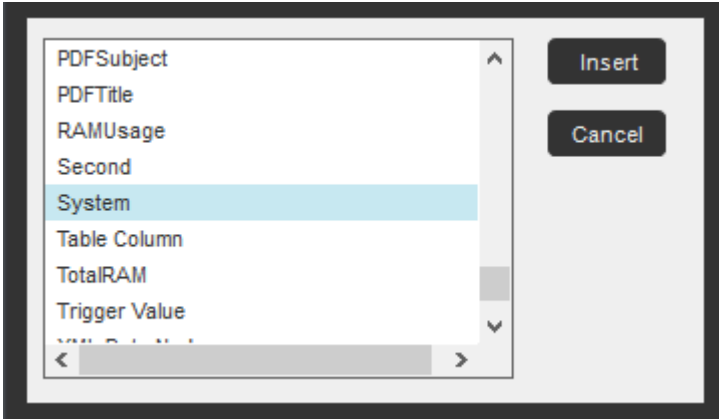 PDFSubject
PDFTitle
RAMUsage
Second
System
Table Column
TotalRAM
Trigger Value
Insert
Cancel